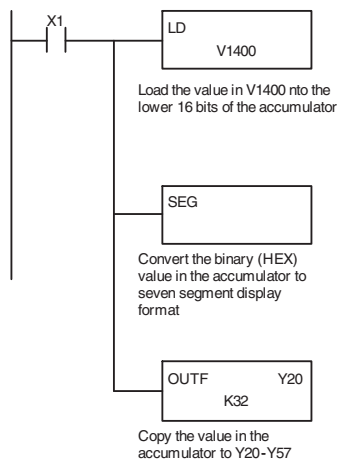 X1
LD
V1400
Load the value in V1400 nto the
lower 16 bits of the accumulator
SEG
Convert the binary (HEX)
value in the accumulator to
seven segment display
format
OUTF Y20
K32
Copy the value in the
accumulator to Y20-Y57